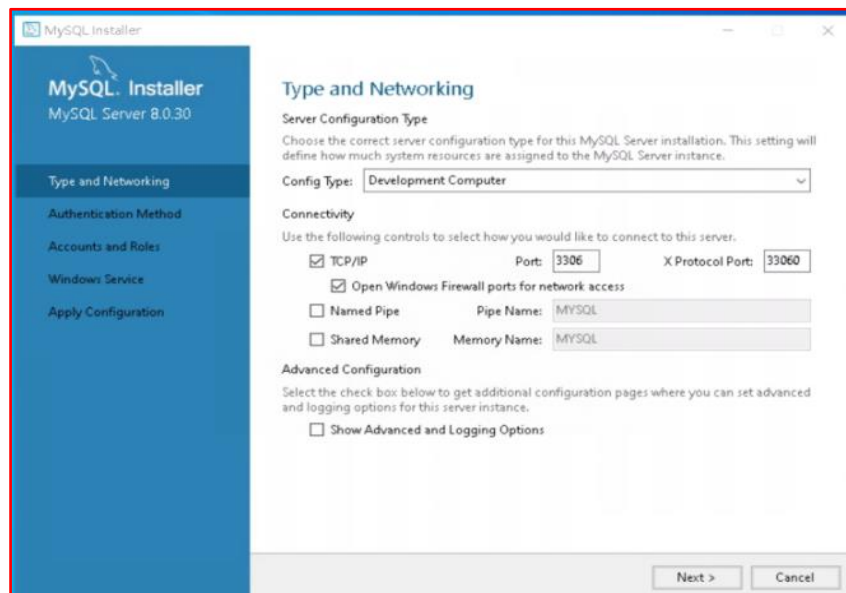 MySQL Installer
MySQL. Installer
MySQL Server 8.0.30
Type and Networking
Authentication Method
Accounts and Roles
Windows Service
Apply Configuration
Type and Networking
Server Configuration Type
Choose the correct server configuration type for this MySQL Server installation. This setting will
define how much system resources are assigned to the MySQL Server instance.
Config Type: Development Computer
Connectivity
Use the following controls to select how you would like to connect to this server.
TCP/IP Port: 3306 X Protocol Port: 33060
Open Windows Firewall ports for network access
Named Pipe Pipe Name: MYSQL
Shared Memory Memory Name: MYSQL
Advanced Configuration
Select the check box below to get additional configuration pages where you can set advanced
and logging options for this server instance.
Show Advanced and Logging Options
Next > Cancel